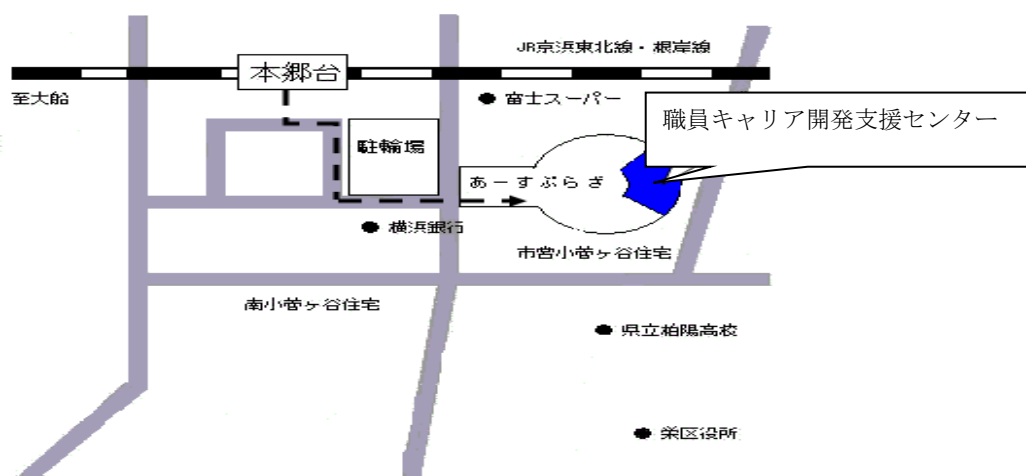 JR京浜東北線・根岸線
本郷台
至大船
富士スーパー
職員キャリア開発支援センター
駐輪場
あーすぷらざ
横浜銀行
市営小菅ヶ谷住宅
南小菅ヶ谷住宅
県立柏陽高校
栄区役所